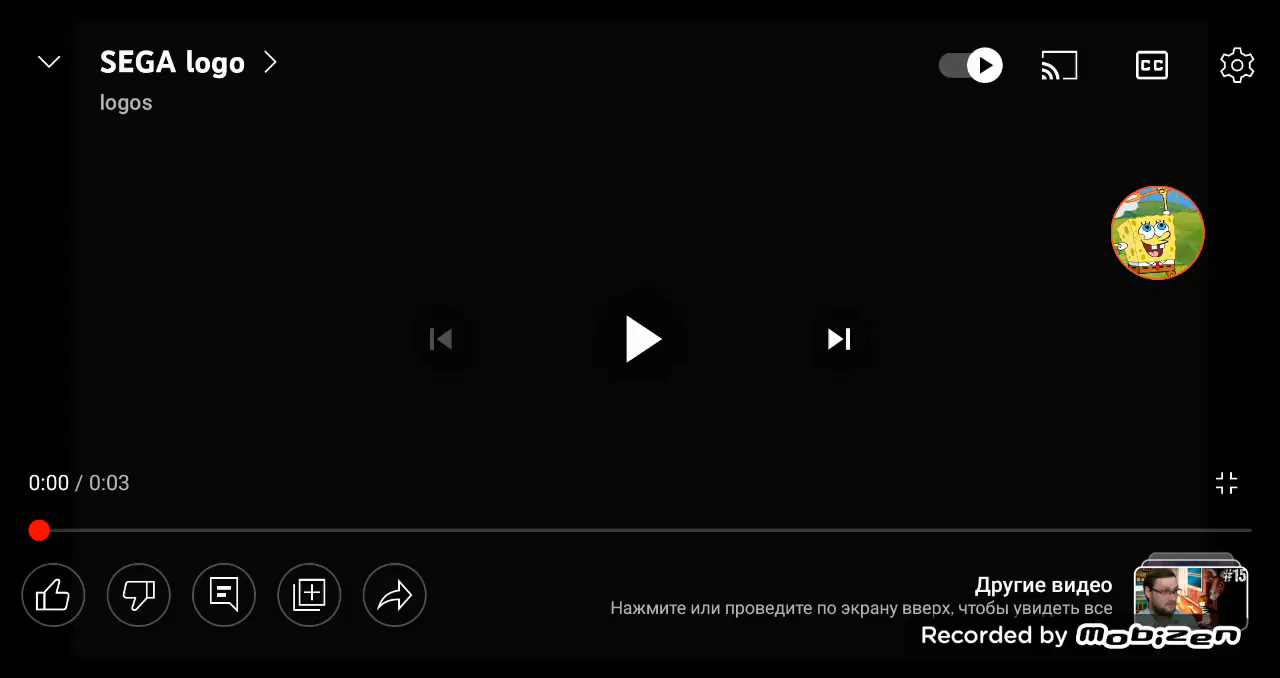 SEGA logo
logos
CC
0:00 / 0:03
Другие видео
Нажмите или проведите по экрану вверх, чтобы увидеть все
#15
Recorded by Mobizen